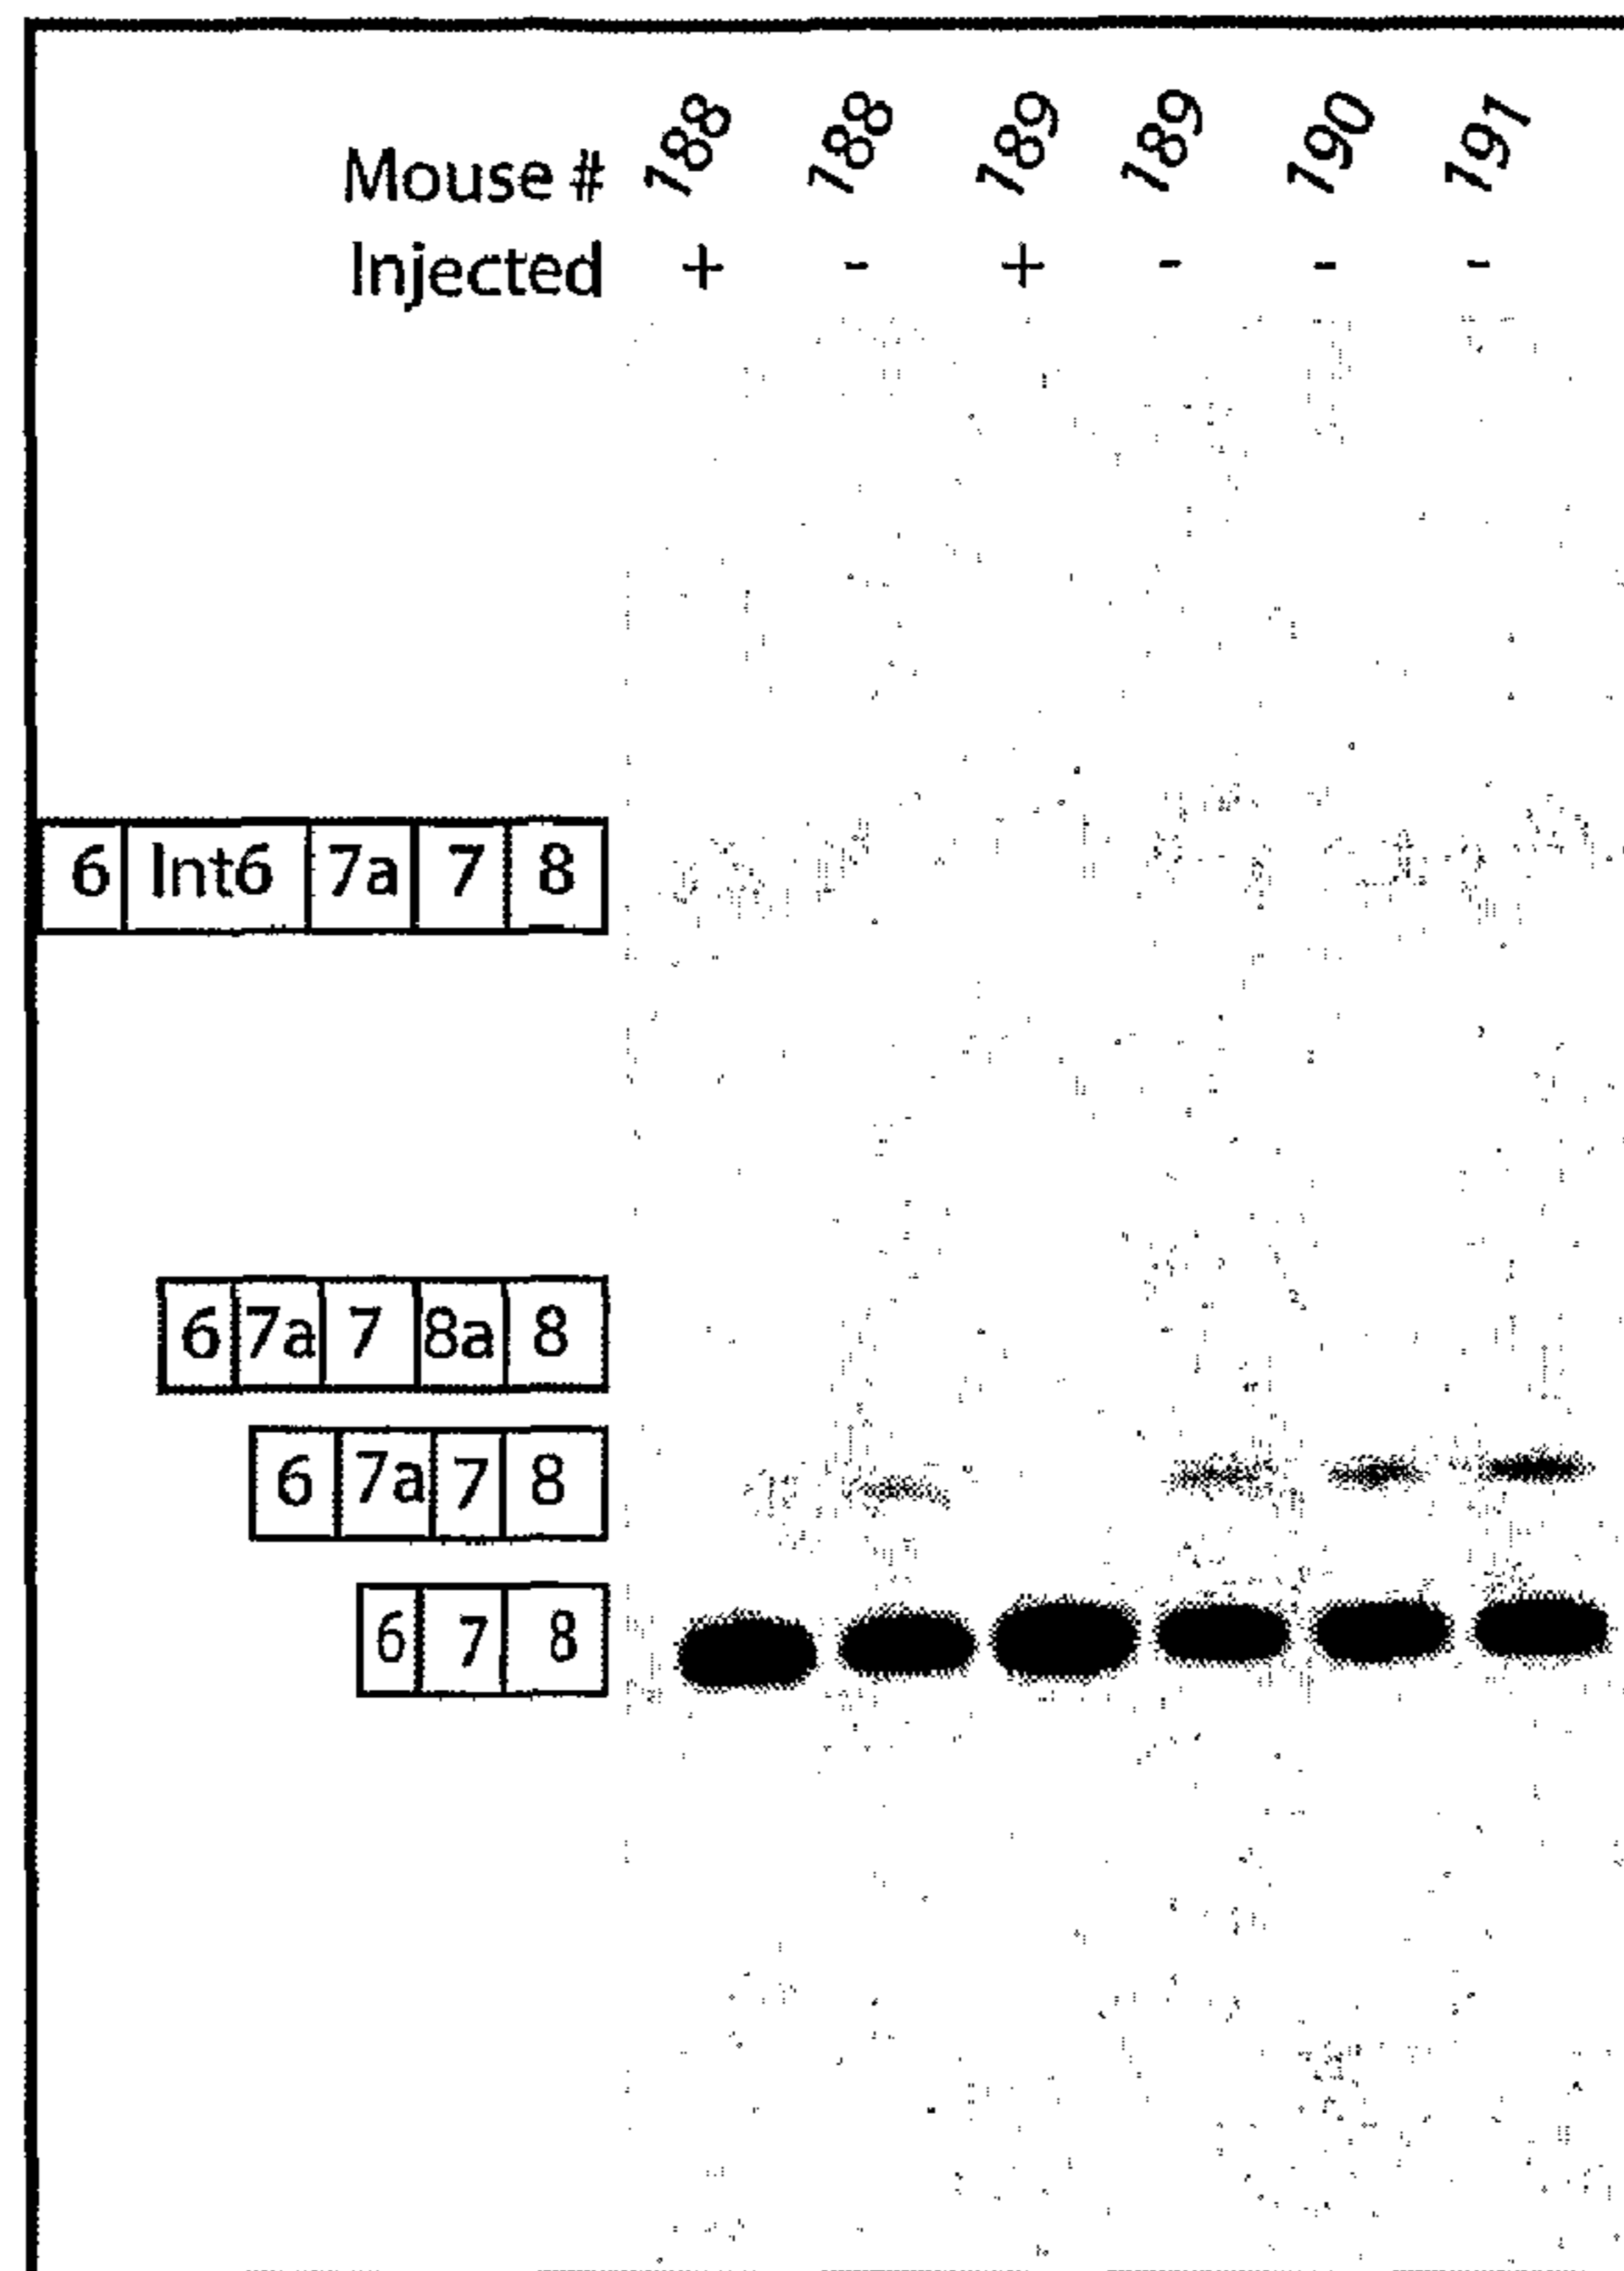 Mouse # 188 188 189 189 190 191
Injected + - + - - -
6 Int6 7a 7 8
6 7a 7 8a 8
6 7a 7 8
6 7 8